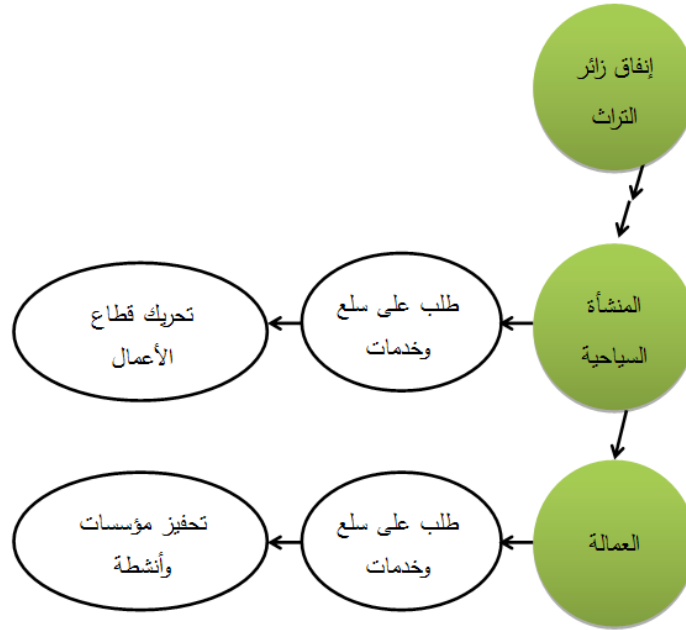 إنفاق زائر
التراث
المنشأة
السياحية
طلب على سلع
وخدمات
تحريك قطاع
الأعمال
العمالة
طلب على سلع
وخدمات
تحفيز مؤسسات
وأنشطة